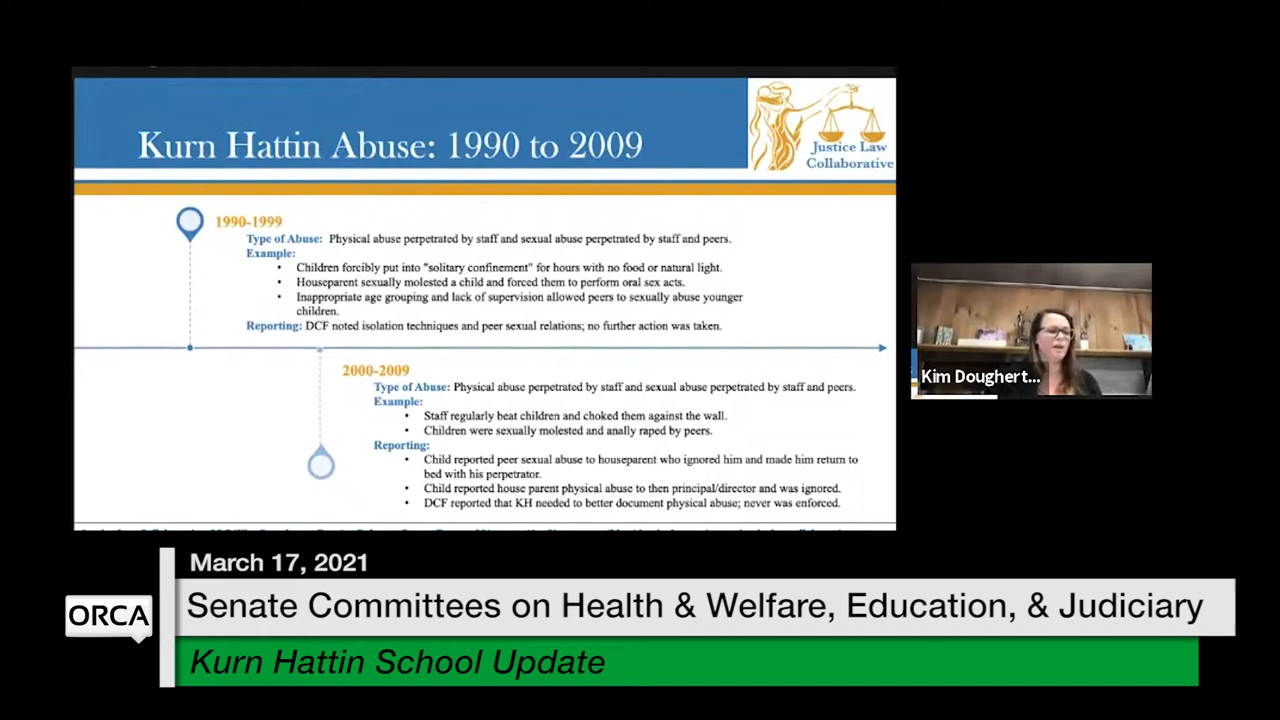 Kurn Hattin Abuse: 1990 to 2009
Justice Law
Collaborative
1990-1999
Type of Abuse: Physical abuse perpetrated by staff and sexual abuse perpetrated by staff and peers.
Example:
• Children forcibly put into "solitary confinement" for hours with no food or natural light.
• Houseparent sexually molested a child and forced them to perform oral sex acts.
• Inappropriate age grouping and lack of supervision allowed peers to sexually abuse younger
children.
Reporting: DCF noted isolation techniques and peer sexual relations; no further action was taken.
2000-2009
Type of Abuse: Physical abuse perpetrated by staff and sexual abuse perpetrated by staff and peers.
Example:
• Staff regularly beat children and choked them against the wall.
• Children were sexually molested and anally raped by peers.
Reporting:
• Child reported peer sexual abuse to houseparent who ignored him and made him return to
bed with his perpetrator.
• Child reported house parent physical abuse to then principal/director and was ignored.
• DCF reported that KH needed to better document physical abuse; never was enforced.
Kim Doughert...
March 17, 2021
ORCA
Senate Committees on Health & Welfare, Education, & Judiciary
Kurn Hattin School Update